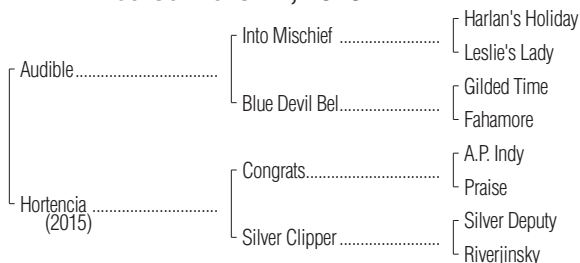 Audible
Hortencia
(2015)
Into Mischief
Blue Devil Bel
Congrats
Silver Clipper
Harlan's Holiday
Leslie's Lady
Gilded Time
Fahamore
A.P. Indy
Praise
Silver Deputy
Riverjinsky